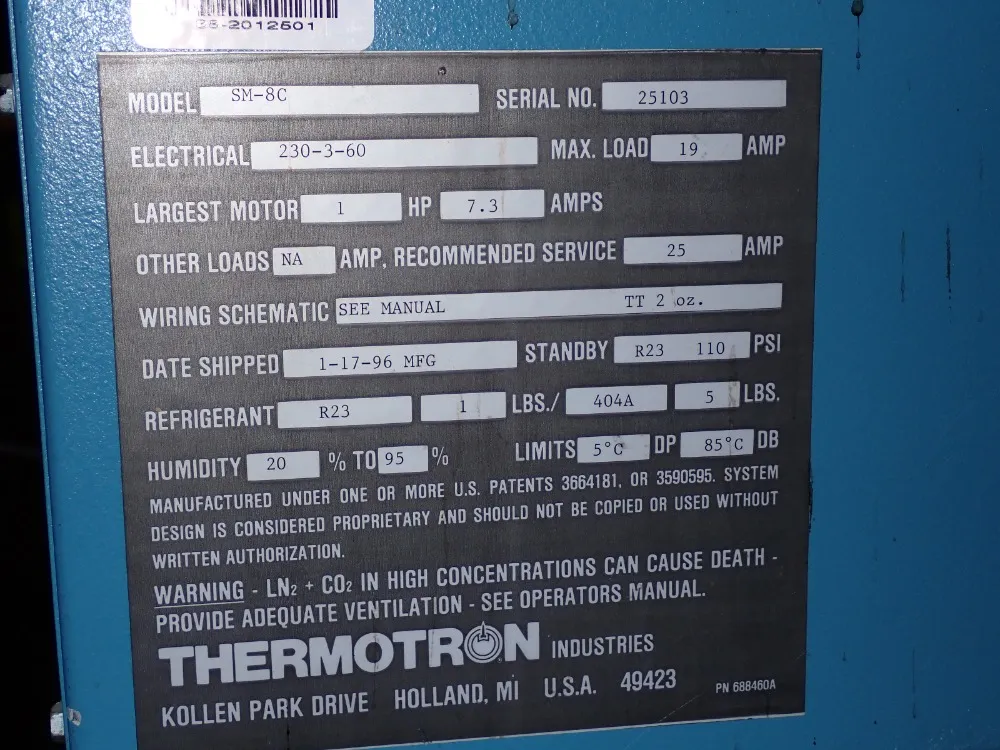 -2012501
MODEL SM-8C SERIAL NO. 25103
ELECTRICAL 230-3-60 MAX. LOAD 19 AMP
LARGEST MOTOR 1 HP 7.3 AMPS
OTHER LOADS NA AMP, RECOMMENDED SERVICE 25 AMP
WIRING SCHEMATIC SEE MANUAL TT 2 oz.
DATE SHIPPED 1-17-96 MFG STANDBY R23 110 PSI
REFRIGERANT R23 1 LBS./ 404A 5 LBS.
HUMIDITY 20 % TO 95 % LIMITS 5°C DP 85°C DB
MANUFACTURED UNDER ONE OR MORE U.S. PATENTS 3664181, OR 3590595. SYSTEM
DESIGN IS CONSIDERED PROPRIETARY AND SHOULD NOT BE COPIED OR USED WITHOUT
WRITTEN AUTHORIZATION.
WARNING - LN₂ + CO₂ IN HIGH CONCENTRATIONS CAN CAUSE DEATH -
PROVIDE ADEQUATE VENTILATION - SEE OPERATORS MANUAL.
THERMOTRON INDUSTRIES
KOLLEN PARK DRIVE HOLLAND, MI U.S.A. 49423 PN 688460A